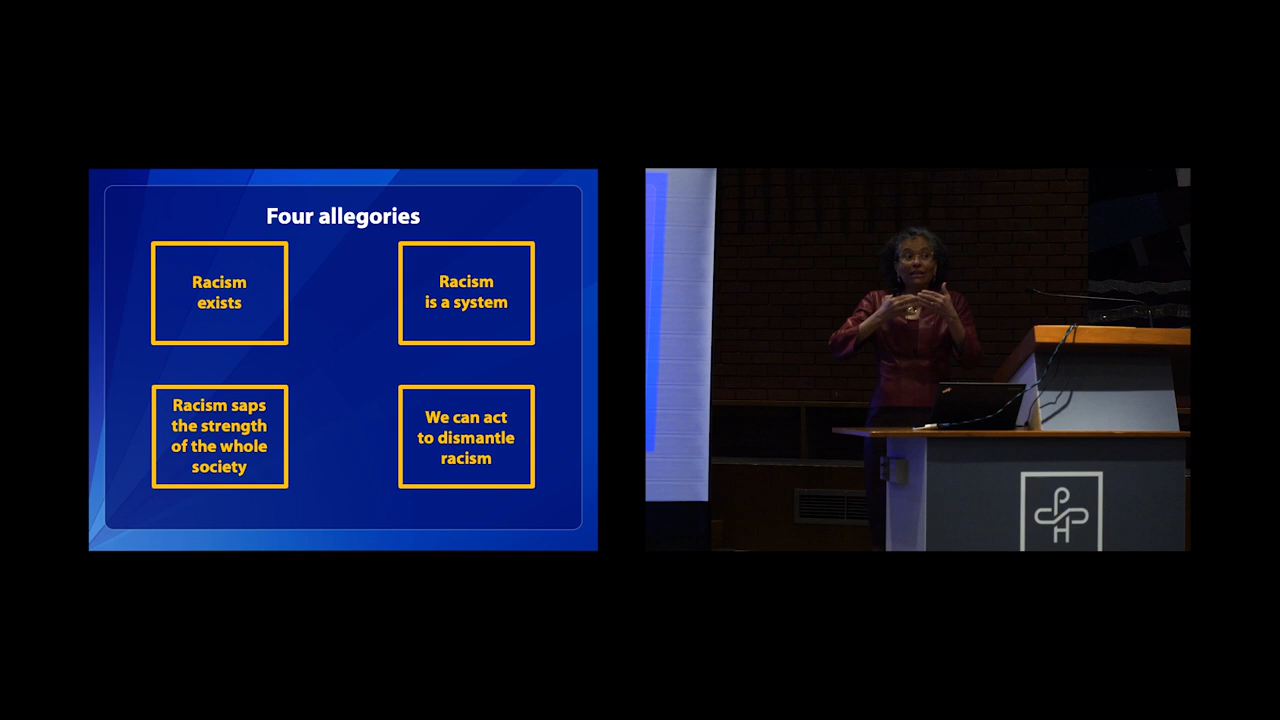 Four allegories
Racism
exists
Racism
is a system
Racism saps
the strength
of the whole
society
We can act
to dismantle
racism
P
H